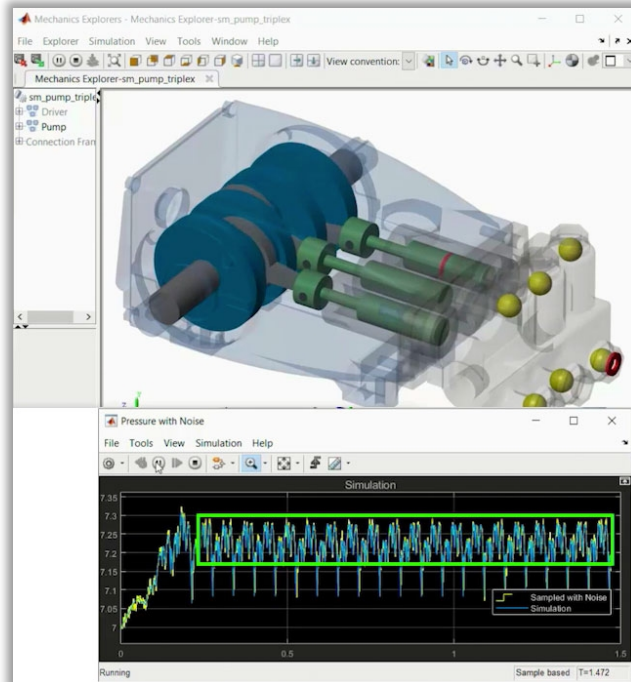 Mechanics Explorers - Mechanics Explorer-sm_pump_triplex
File Explorer Simulation View Tools Window Help
View convention:
Mechanics Explorer-sm_pump_triplex
sm_pump_triple
Driver
Pump
Connection Fran
Pressure with Noise
File Tools View Simulation Help
Simulation
7.35
7.3
7.25
7.2
7.15
7.1
7.05
7
Sampled with Noise
Simulation
0 0.5 1 1.5
Running Sample based T=1.472